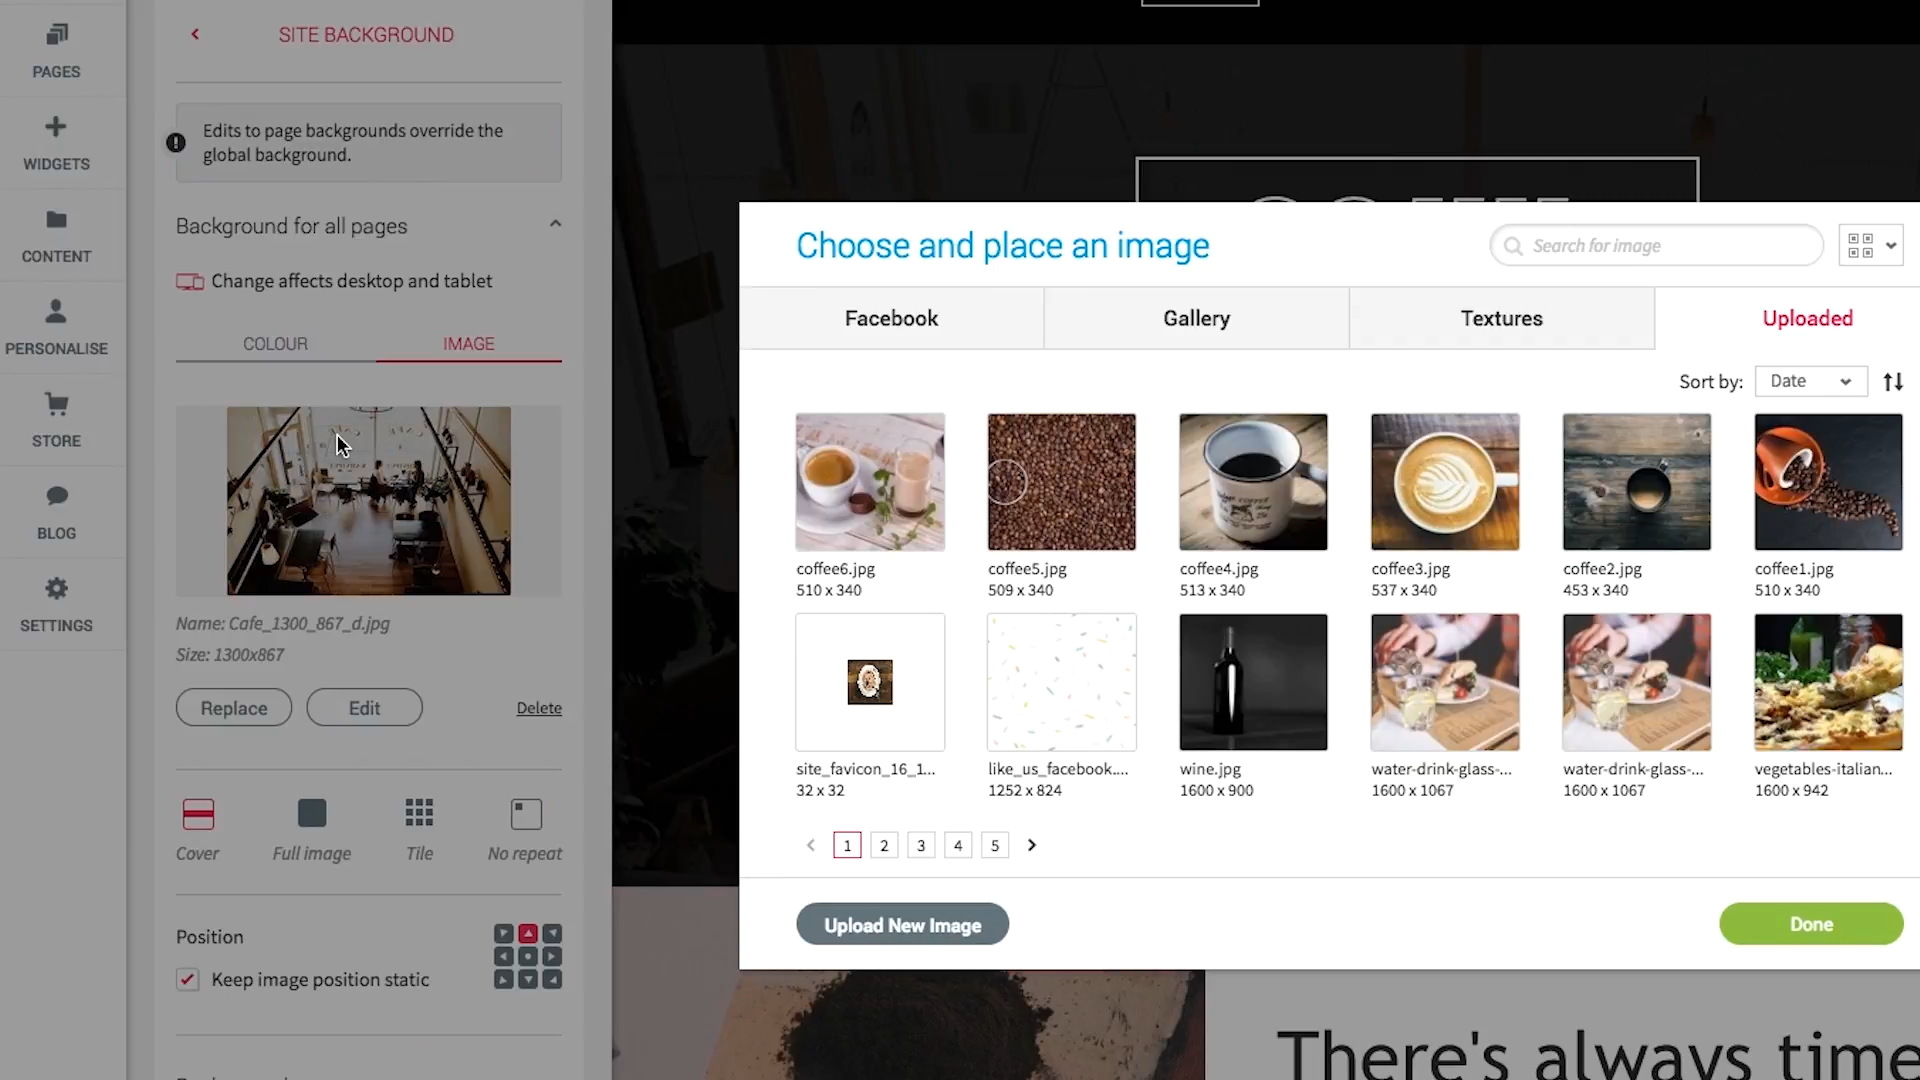 PAGES
WIDGETS
CONTENT
PERSONALISE
STORE
BLOG
SETTINGS
SITE BACKGROUND
Edits to page backgrounds override the
global background.
Background for all pages
Change affects desktop and tablet
COLOUR IMAGE
Name: Cafe_1300_867_d.jpg
Size: 1300x867
Replace Edit Delete
Cover Full image Tile No repeat
Position
Keep image position static
Choose and place an image
Search for image
Facebook Gallery Textures Uploaded
Sort by: Date
coffee6.jpg coffee5.jpg coffee4.jpg coffee3.jpg coffee2.jpg coffee1.jpg
510 x 340 509 x 340 513 x 340 537 x 340 453 x 340 510 x 340
site_favicon_16_1... like_us_facebook.... wine.jpg water-drink-glass-... water-drink-glass-... vegetables-italian...
32 x 32 1252 x 824 1600 x 900 1600 x 1067 1600 x 1067 1600 x 942
1 2 3 4 5
Upload New Image Done
There's always time